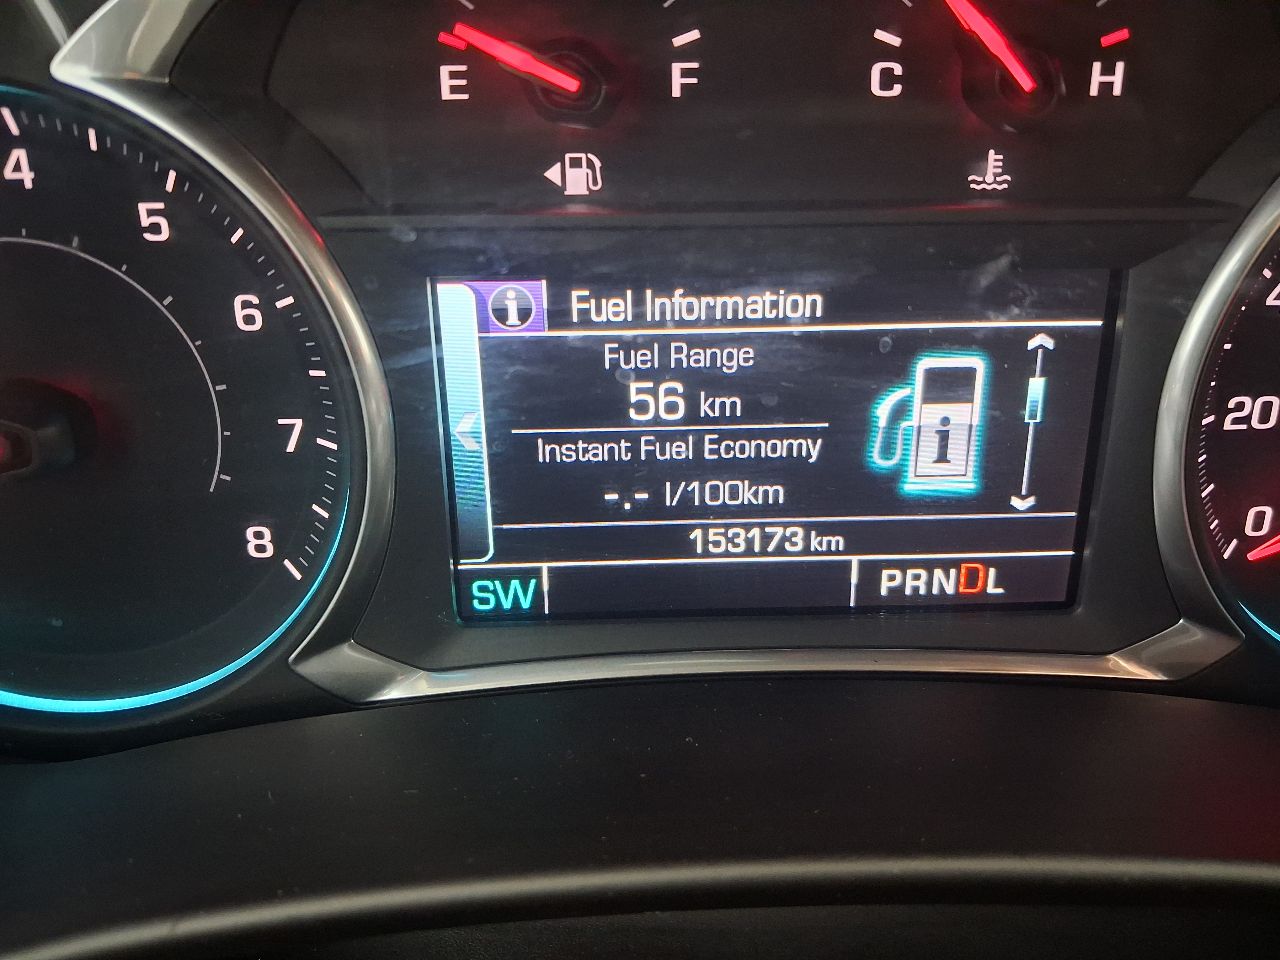 E F C H
4
5
6
7
8
Fuel Information
Fuel Range
56 km
Instant Fuel Economy
-.- l/100km
153173 km
SW
PRNDL
20
0